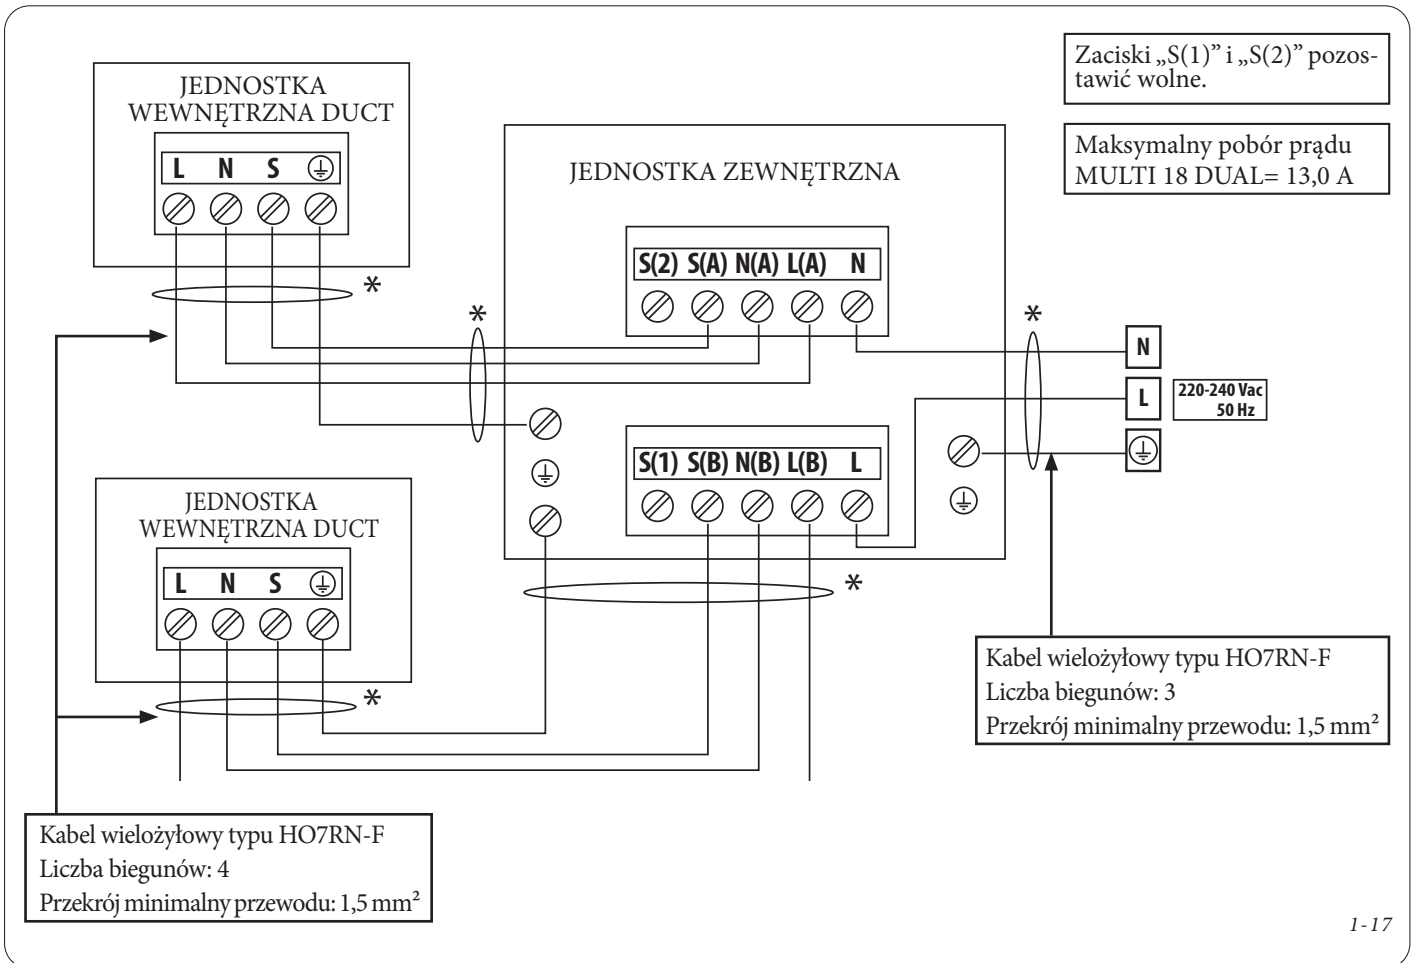 JEDNOSTKA
WEWNĘTRZNA DUCT
L N S
*
Zaciski „S(1)” i „S(2)” pozos-
tawić wolne.
Maksymalny pobór prądu
MULTI 18 DUAL= 13,0 A
JEDNOSTKA ZEWNĘTRZNA
S(2) S(A) N(A) L(A) N
*
*
N
L
220-240 Vac
50 Hz
S(1) S(B) N(B) L(B) L
*
JEDNOSTKA
WEWNĘTRZNA DUCT
L N S
*
Kabel wielożyłowy typu HO7RN-F
Liczba biegunów: 3
Przekrój minimalny przewodu: 1,5 mm²
Kabel wielożyłowy typu HO7RN-F
Liczba biegunów: 4
Przekrój minimalny przewodu: 1,5 mm²
1-17